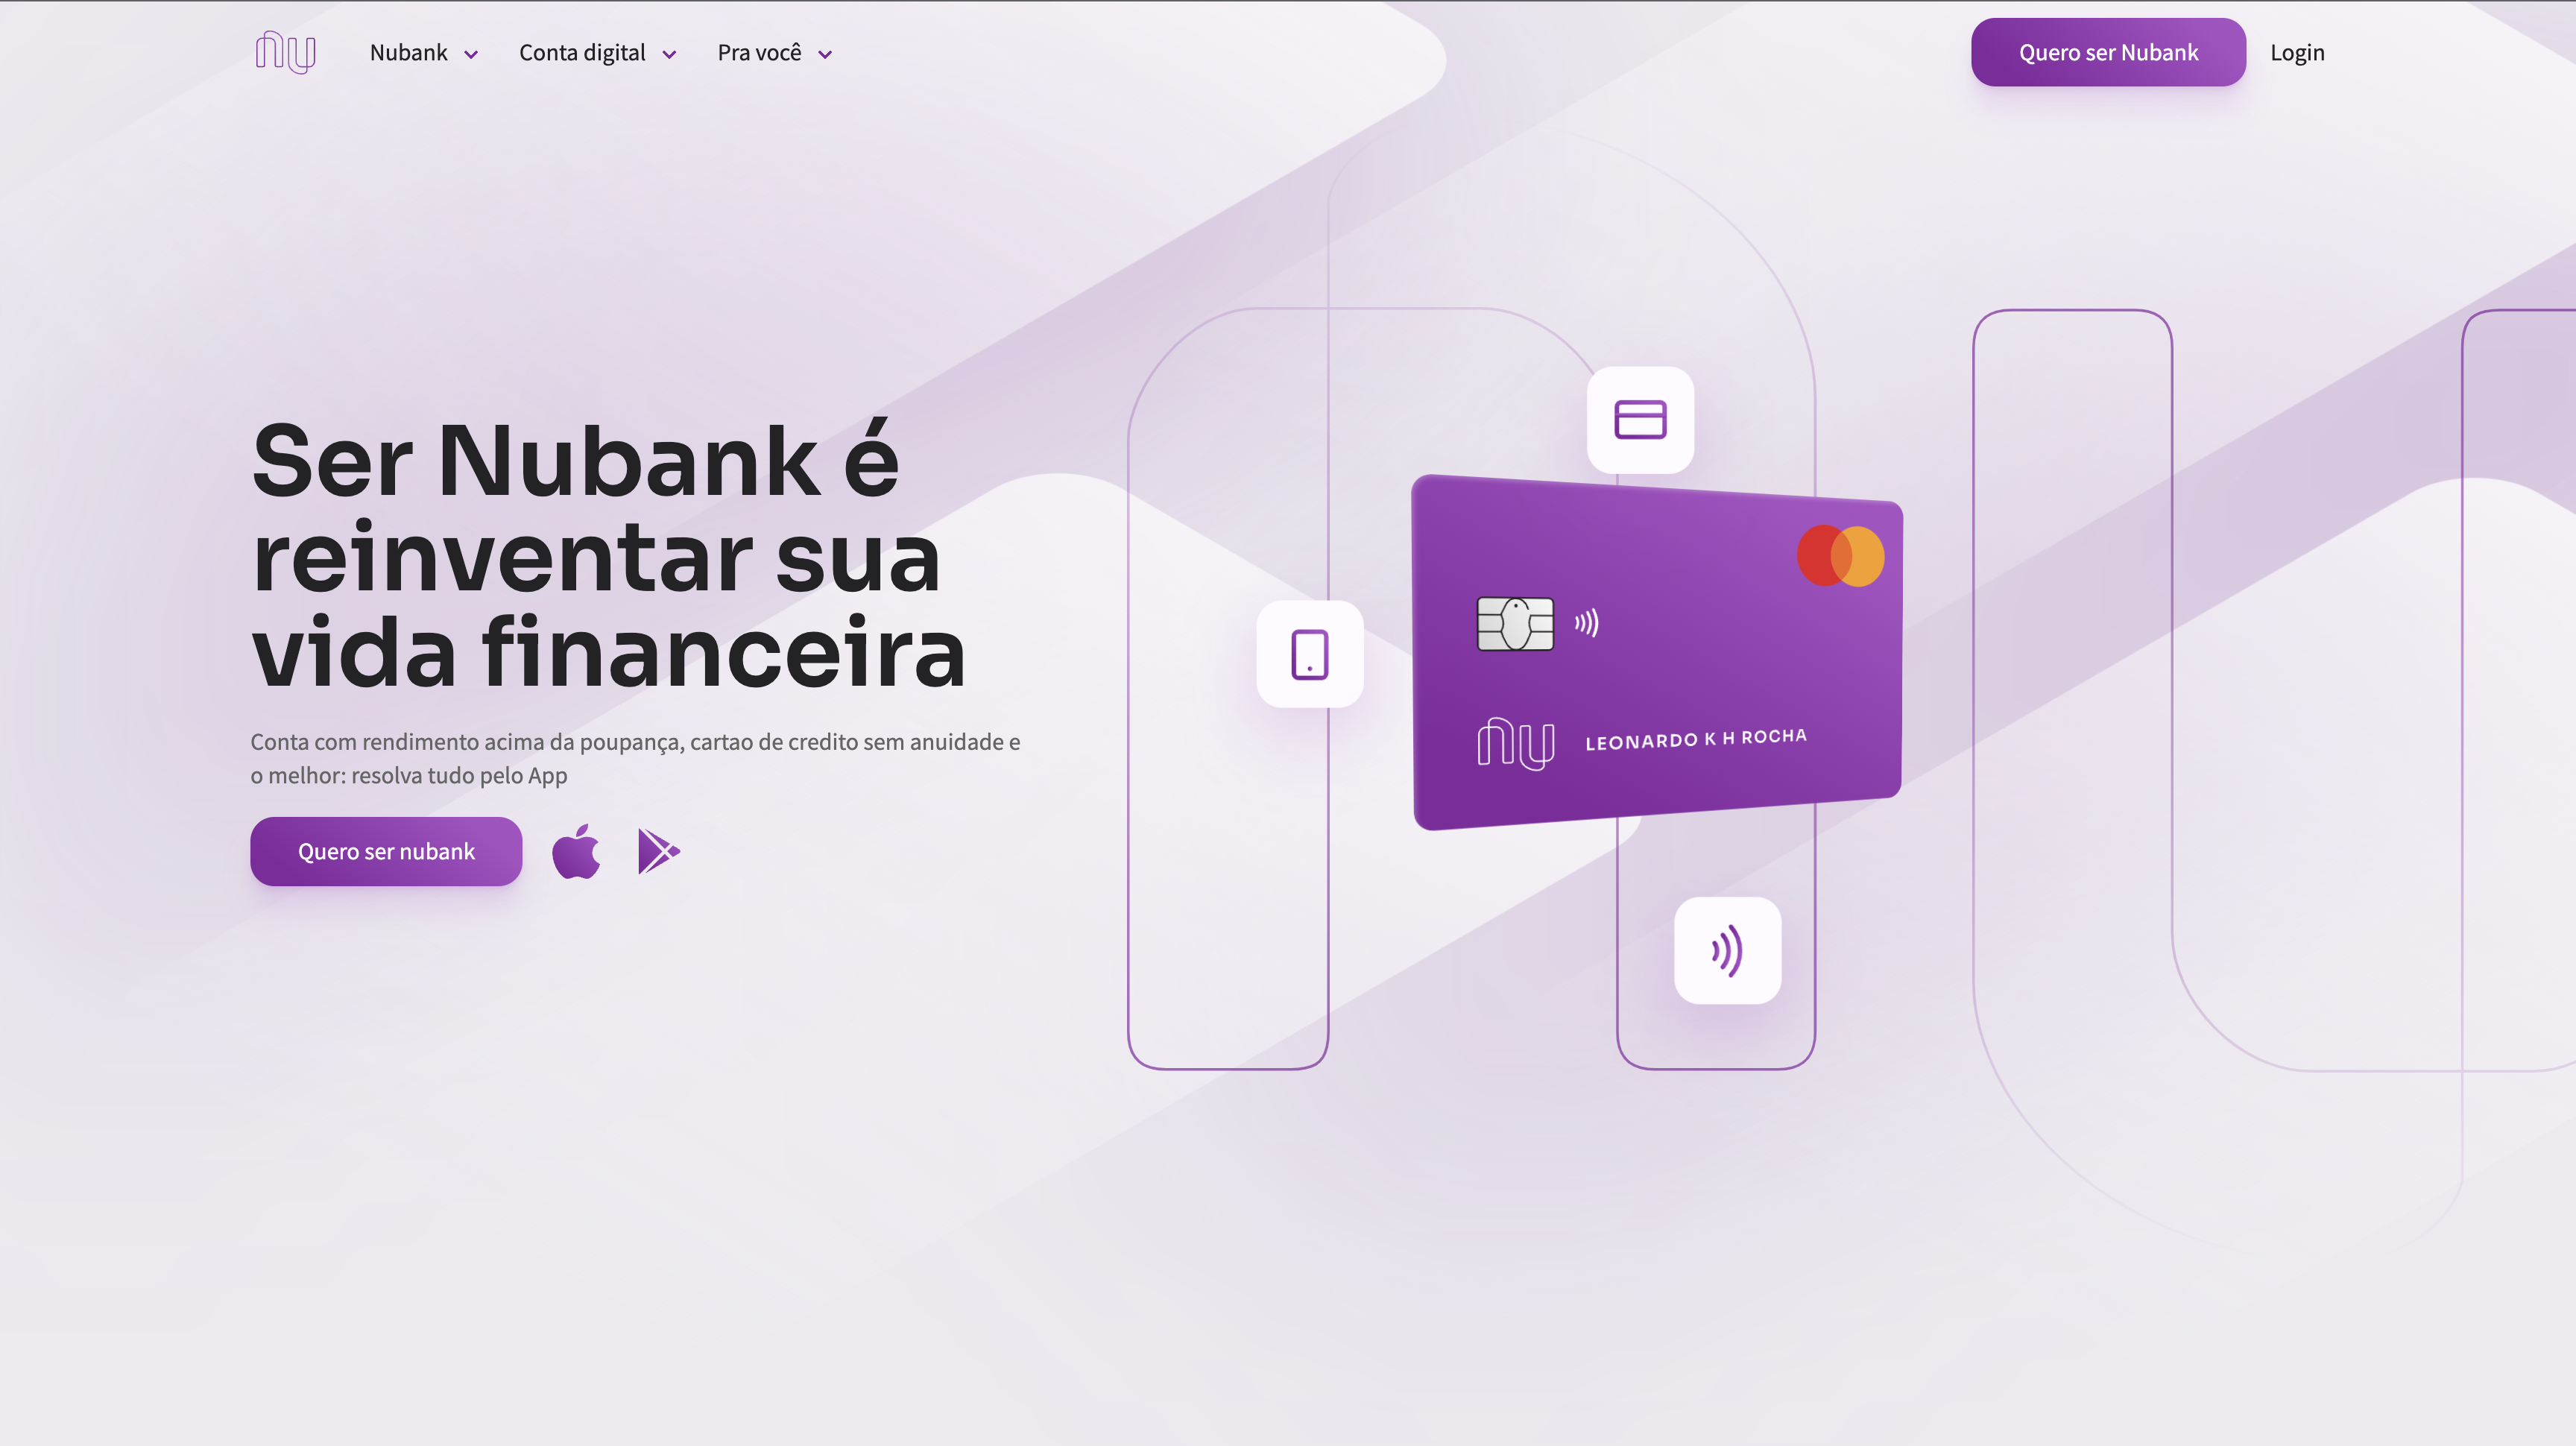 nu Nubank Conta digital Pra você Quero ser Nubank Login
Ser Nubank é
reinventar sua
vida financeira
Conta com rendimento acima da poupança, cartao de credito sem anuidade e
o melhor: resolva tudo pelo App
Quero ser nubank
nu LEONARDO K H ROCHA